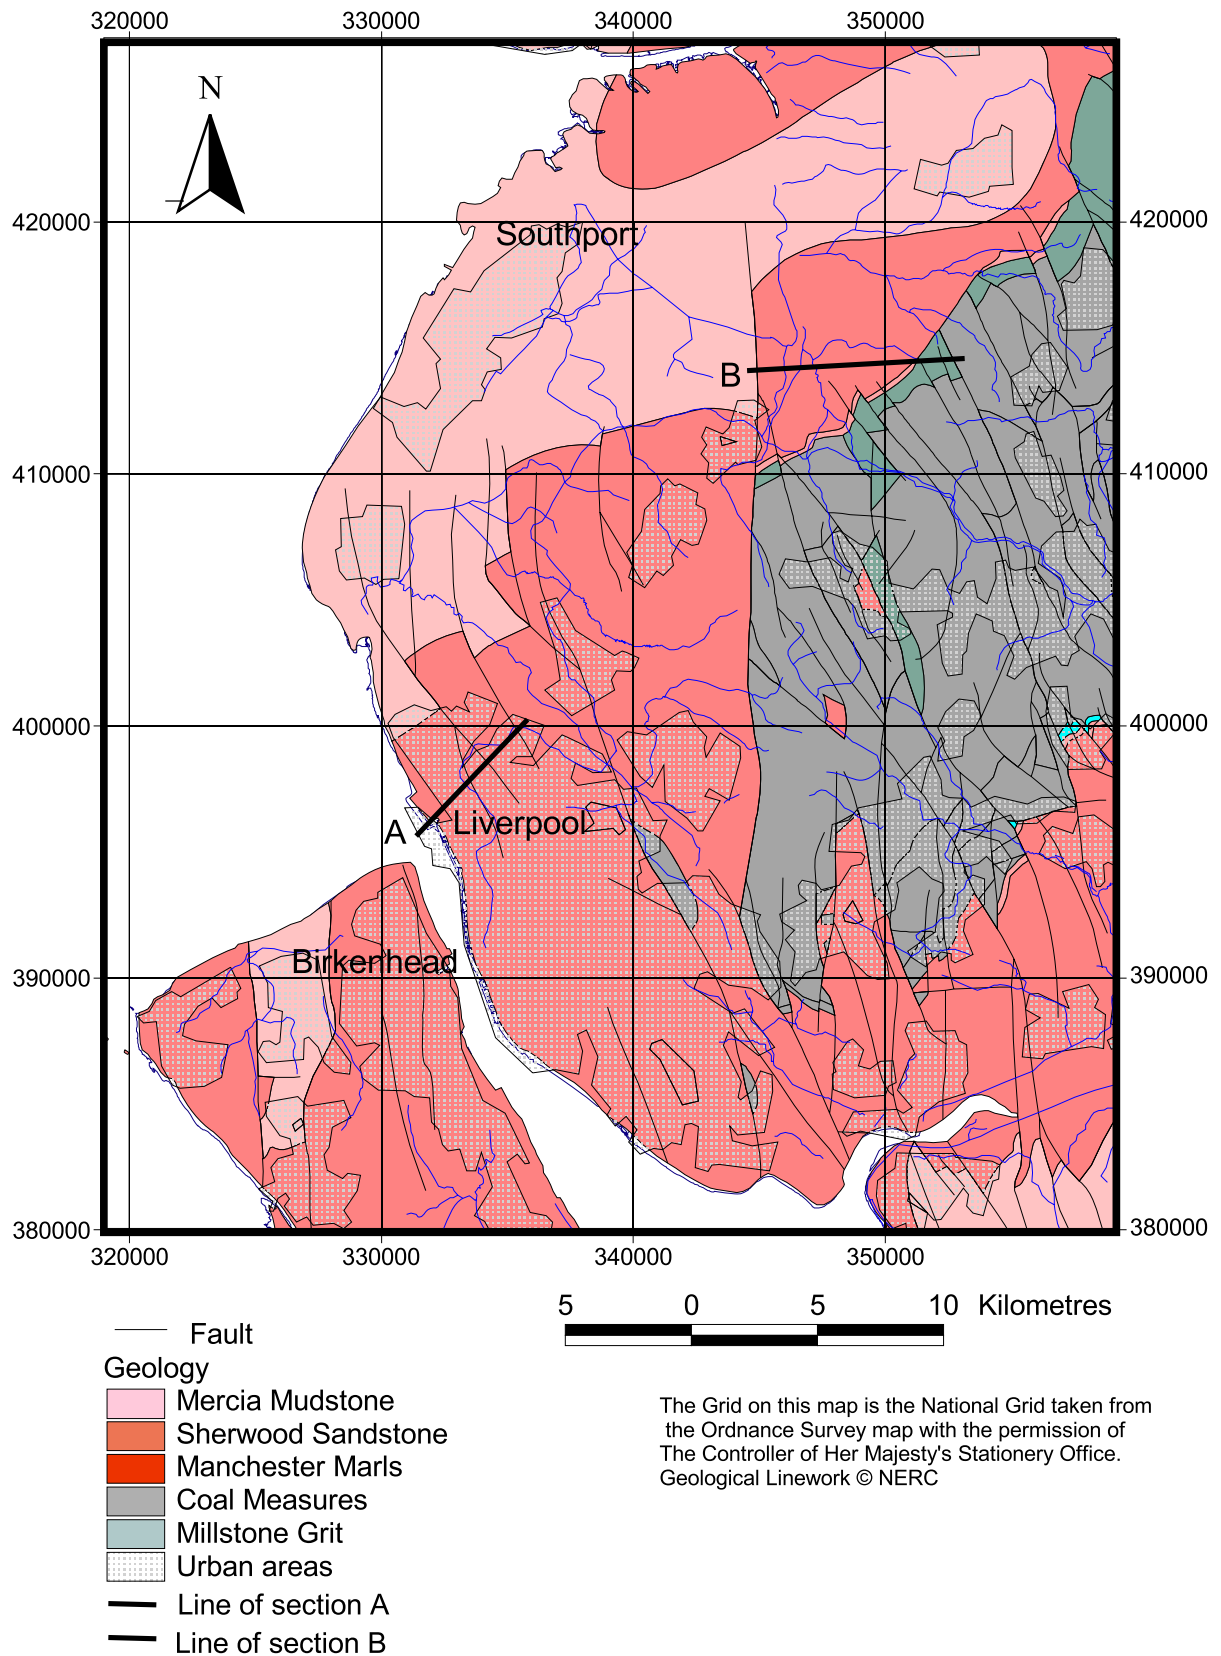 320000 330000 340000 350000
N
420000 420000
Southport
B
410000 410000
400000 400000
A Liverpool
390000 390000
Birkenhead
380000 380000
320000 330000 340000 350000
5 0 5 10 Kilometres
Fault
Geology
Mercia Mudstone
Sherwood Sandstone
Manchester Marls
Coal Measures
Millstone Grit
Urban areas
Line of section A
Line of section B
The Grid on this map is the National Grid taken from
the Ordnance Survey map with the permission of
The Controller of Her Majesty's Stationery Office.
Geological Linework © NERC